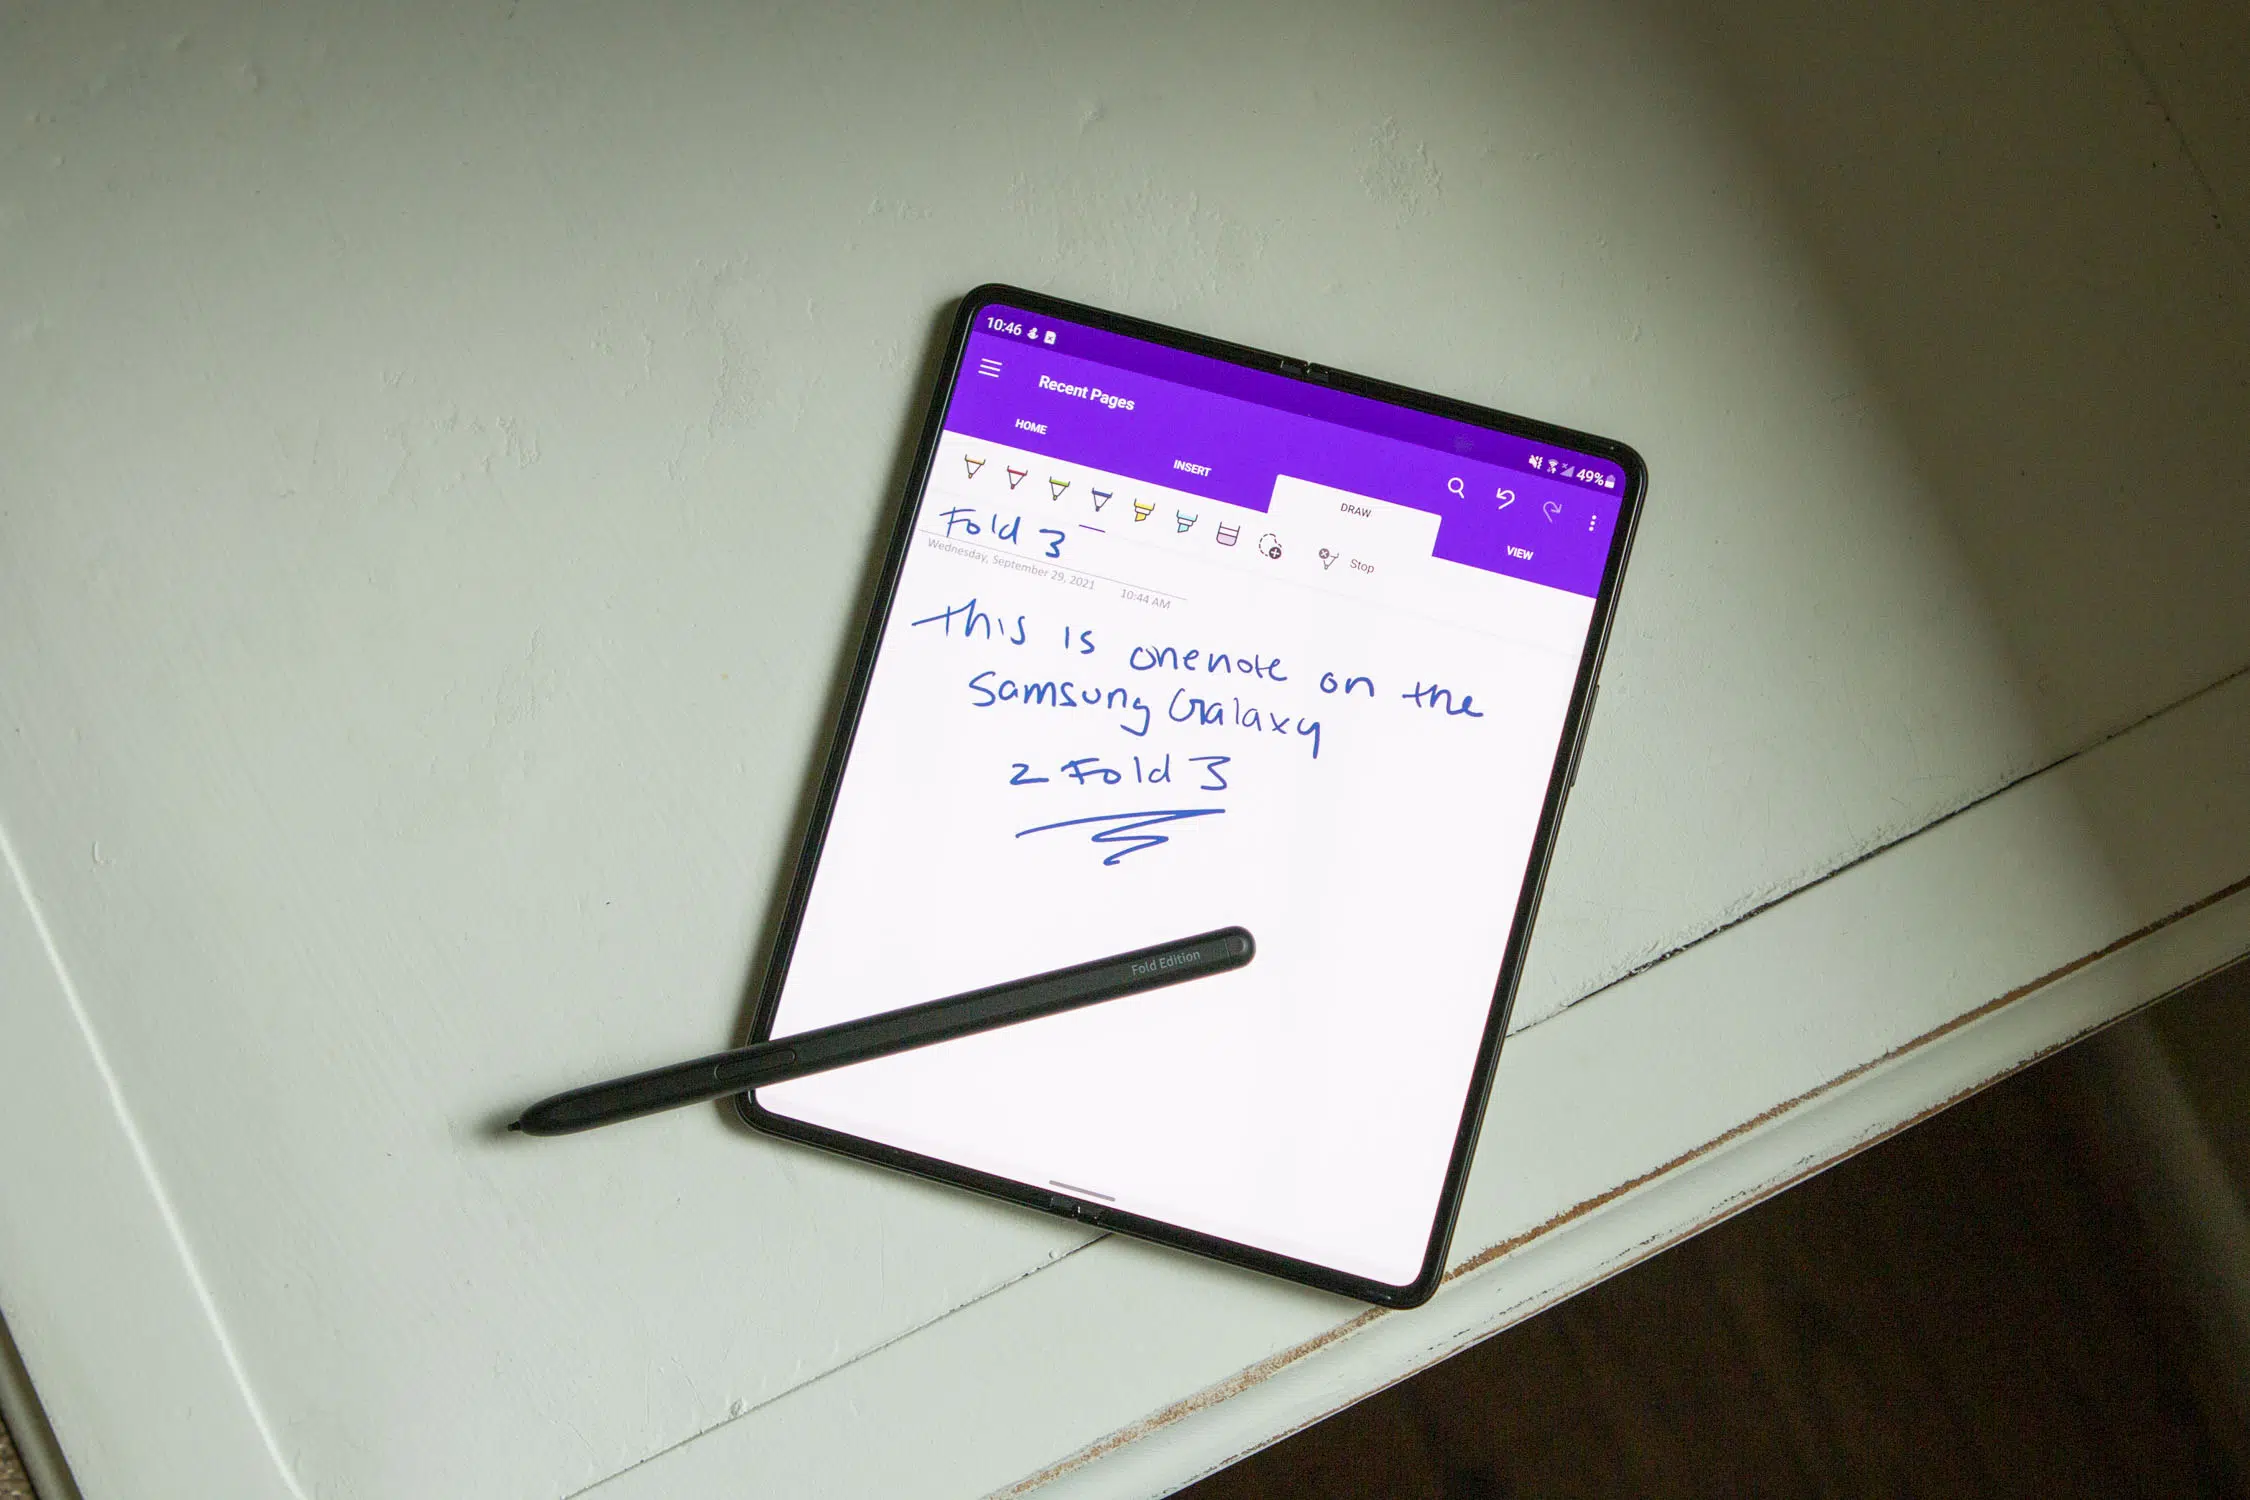 10:46
49%
Recent Pages
HOME
INSERT
DRAW
VIEW
Stop
Fold 3
Wednesday, September 29, 2021 10:44 AM
this is onenote on the
Samsung Galaxy
z Fold 3
Fold Edition